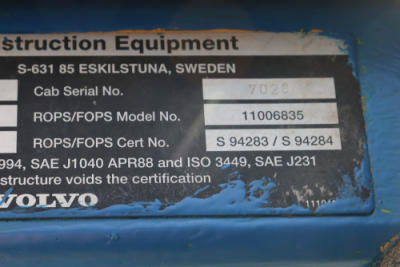 struction Equipment
S-631 85 ESKILSTUNA, SWEDEN
Cab Serial No. 7026
ROPS/FOPS Model No. 11006835
ROPS/FOPS Cert No. S 94283 / S 94284
994, SAE J1040 APR88 and ISO 3449, SAE J231
structure voids the certification
VOLVO